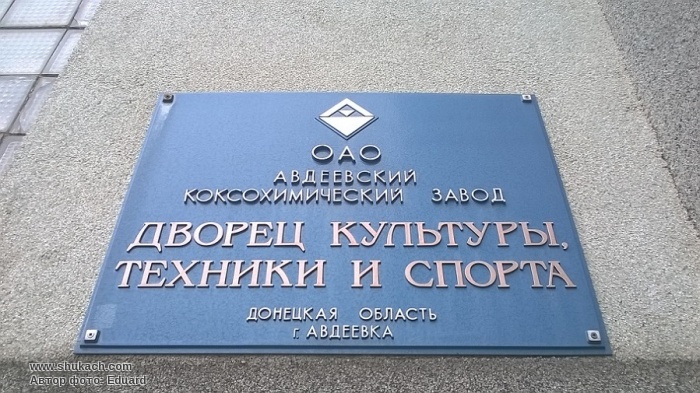 ОАО
АВДЕЕВСКИЙ
КОКСОХИМИЧЕСКИЙ ЗАВОД
ДВОРЕЦ КУЛЬТУРЫ,
ТЕХНИКИ И СПОРТА
ДОНЕЦКАЯ ОБЛАСТЬ
г. АВДЕЕВКА
www.shukach.com
Автор фото: Eduard